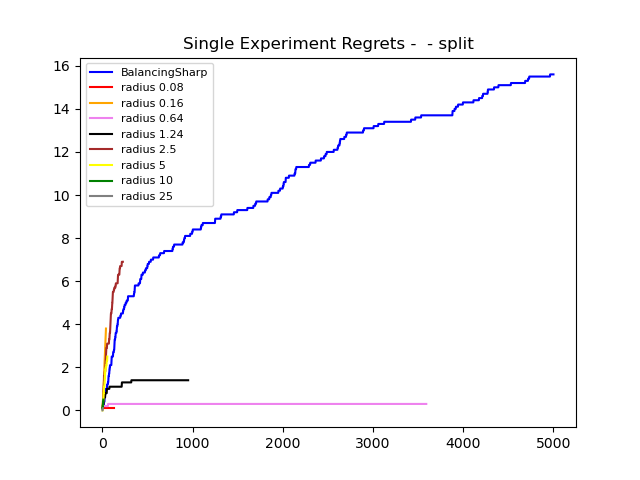 Single Experiment Regrets -  - split
BalancingSharp
radius 0.08
radius 0.16
radius 0.64
radius 1.24
radius 2.5
radius 5
radius 10
radius 25
16
14
12
10
8
6
4
2
0
0 1000 2000 3000 4000 5000